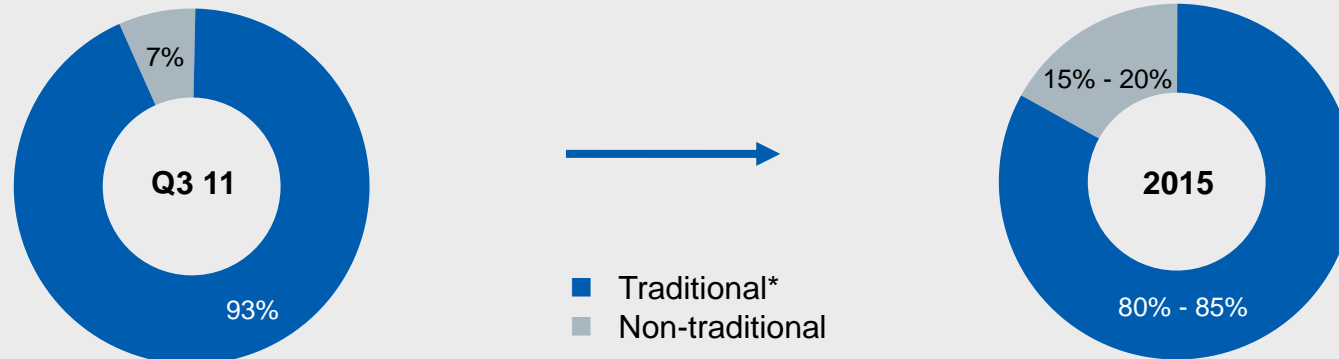 7%
Q3 11
93%
Traditional*
Non-traditional
15% - 20%
2015
80% - 85%